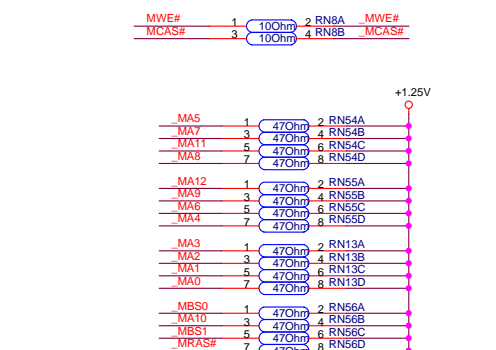 MWE# 1 10Ohm 2 RN8A _MWE#
MCAS# 3 10Ohm 4 RN8B _MCAS#
+1.25V
_MA5 1 47Ohm 2 RN54A
_MA7 3 47Ohm 4 RN54B
_MA11 5 47Ohm 6 RN54C
_MA8 7 47Ohm 8 RN54D
_MA12 1 47Ohm 2 RN55A
_MA9 3 47Ohm 4 RN55B
_MA6 5 47Ohm 6 RN55C
_MA4 7 47Ohm 8 RN55D
_MA3 1 47Ohm 2 RN13A
_MA2 3 47Ohm 4 RN13B
_MA1 5 47Ohm 6 RN13C
_MA0 7 47Ohm 8 RN13D
_MBS0 1 47Ohm 2 RN56A
_MA10 3 47Ohm 4 RN56B
_MBS1 5 47Ohm 6 RN56C
_MRAS# 7 47Ohm 8 RN56D